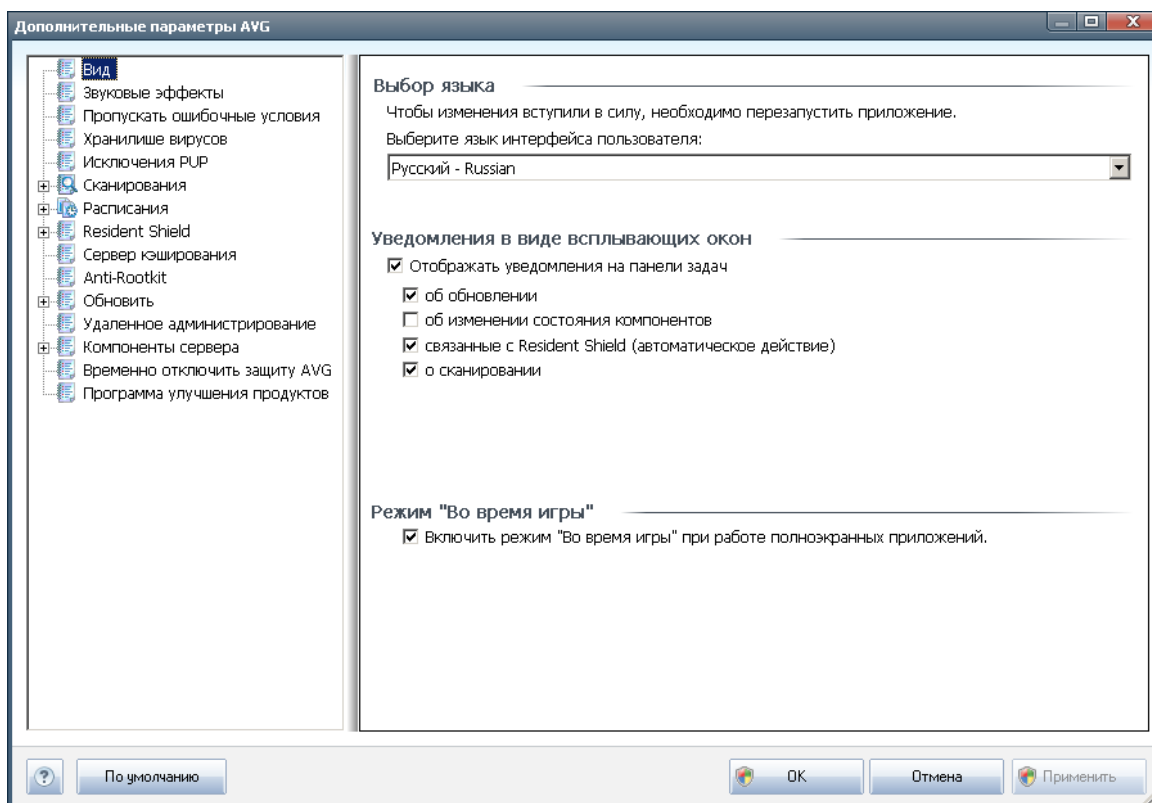 Дополнительные параметры AVG
Вид
Звуковые эффекты
Пропускать ошибочные условия
Хранилише вирусов
Исключения PUP
Сканирования
Расписания
Resident Shield
Сервер кэширования
Anti-Rootkit
Обновить
Удаленное администрирование
Компоненты сервера
Временно отключить защиту AVG
Программа улучшения продуктов
Выбор языка
Чтобы изменения вступили в силу, необходимо перезапустить приложение.
Выберите язык интерфейса пользователя:
Русский - Russian
Уведомления в виде всплывающих окон
Отображать уведомления на панели задач
об обновлении
об изменении состояния компонентов
связанные с Resident Shield (автоматическое действие)
о сканировании
Режим "Во время игры"
Включить режим "Во время игры" при работе полноэкранных приложений.
? По умолчанию OK Отмена Применить